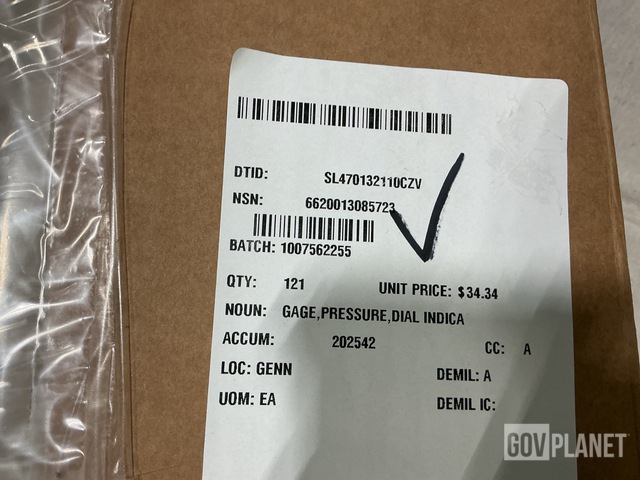 DTID: SL470132110CZV
NSN: 6620013085723
BATCH: 1007562255
QTY: 121 UNIT PRICE: $34.34
NOUN: GAGE,PRESSURE,DIAL INDICA
ACCUM: 202542 CC: A
LOC: GENN DEMIL: A
UOM: EA DEMIL IC:
GOVPLANET